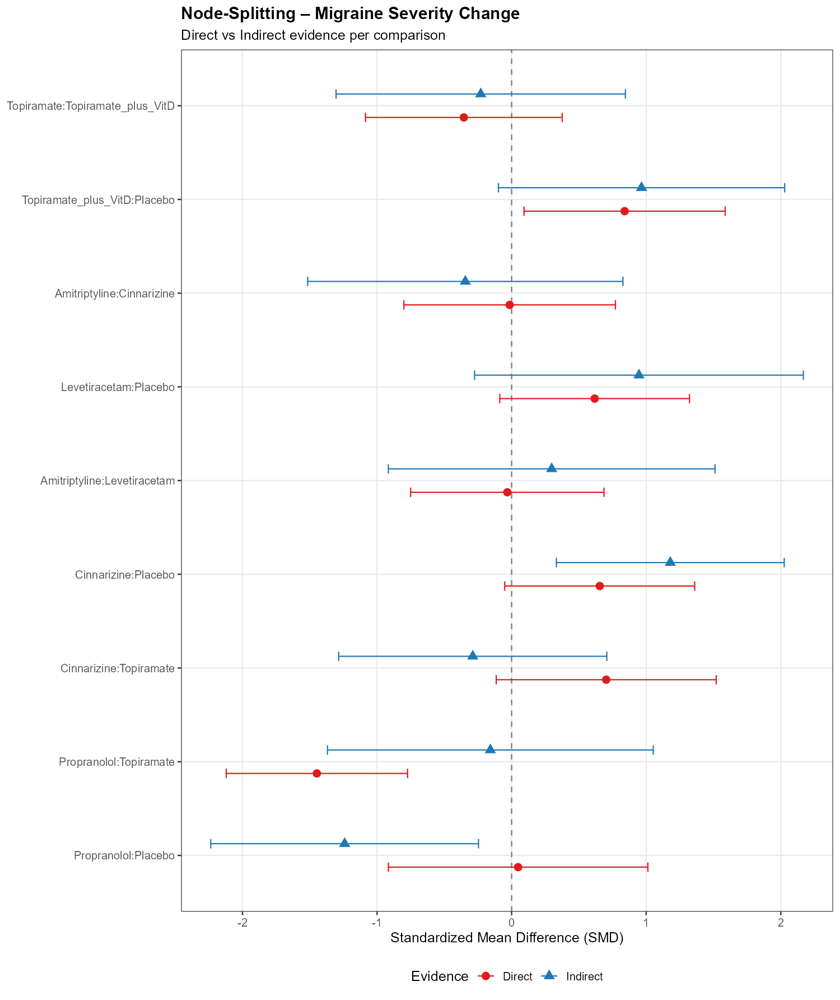 Node-Splitting – Migraine Severity Change
Direct vs Indirect evidence per comparison
Topiramate:Topiramate_plus_VitD
Topiramate_plus_VitD:Placebo
Amitriptyline:Cinnarizine
Levetiracetam:Placebo
Amitriptyline:Levetiracetam
Cinnarizine:Placebo
Cinnarizine:Topiramate
Propranolol:Topiramate
Propranolol:Placebo
-2 -1 0 1 2
Standardized Mean Difference (SMD)
Evidence Direct Indirect